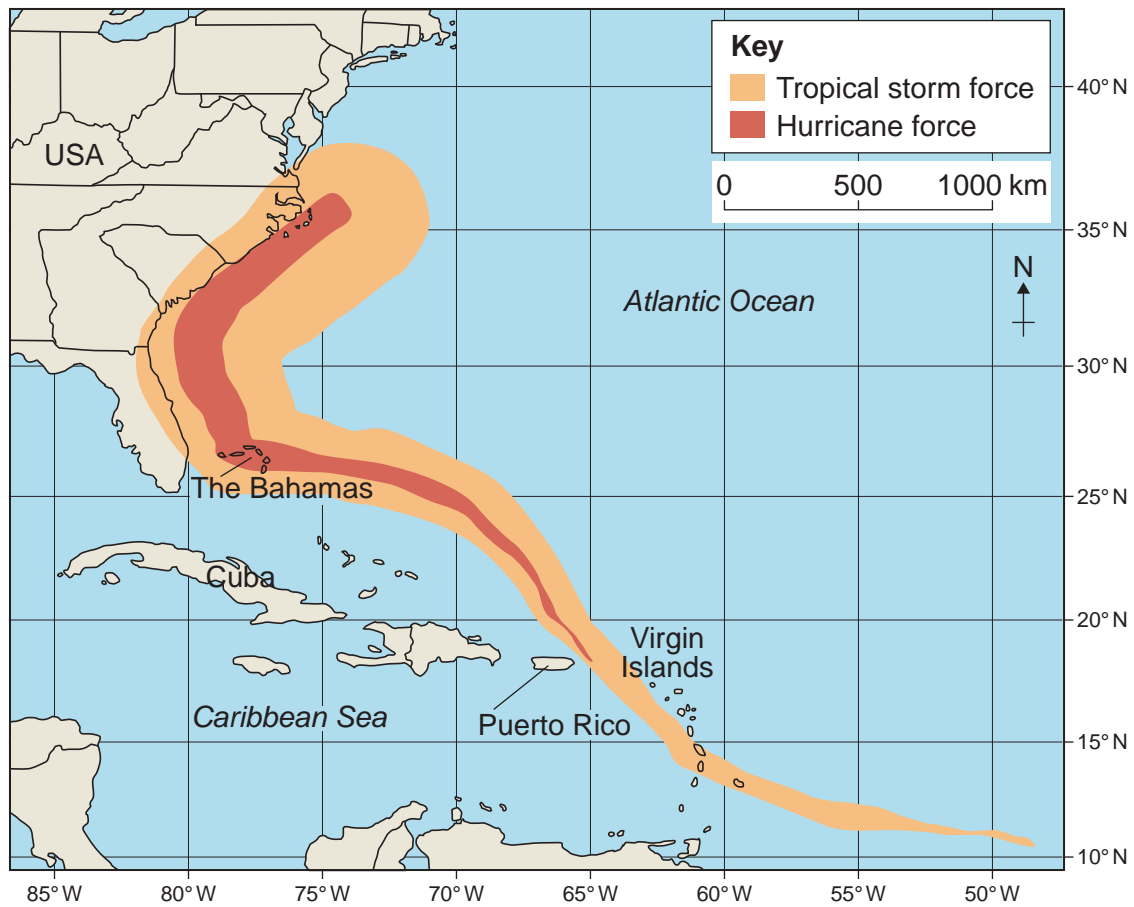 Key
Tropical storm force
Hurricane force
USA
0 500 1000 km
40° N
35° N
N
Atlantic Ocean
30° N
The Bahamas
25° N
Cuba
20° N
Virgin
Islands
Caribbean Sea
Puerto Rico
15° N
10° N
85° W 80° W 75° W 70° W 65° W 60° W 55° W 50° W